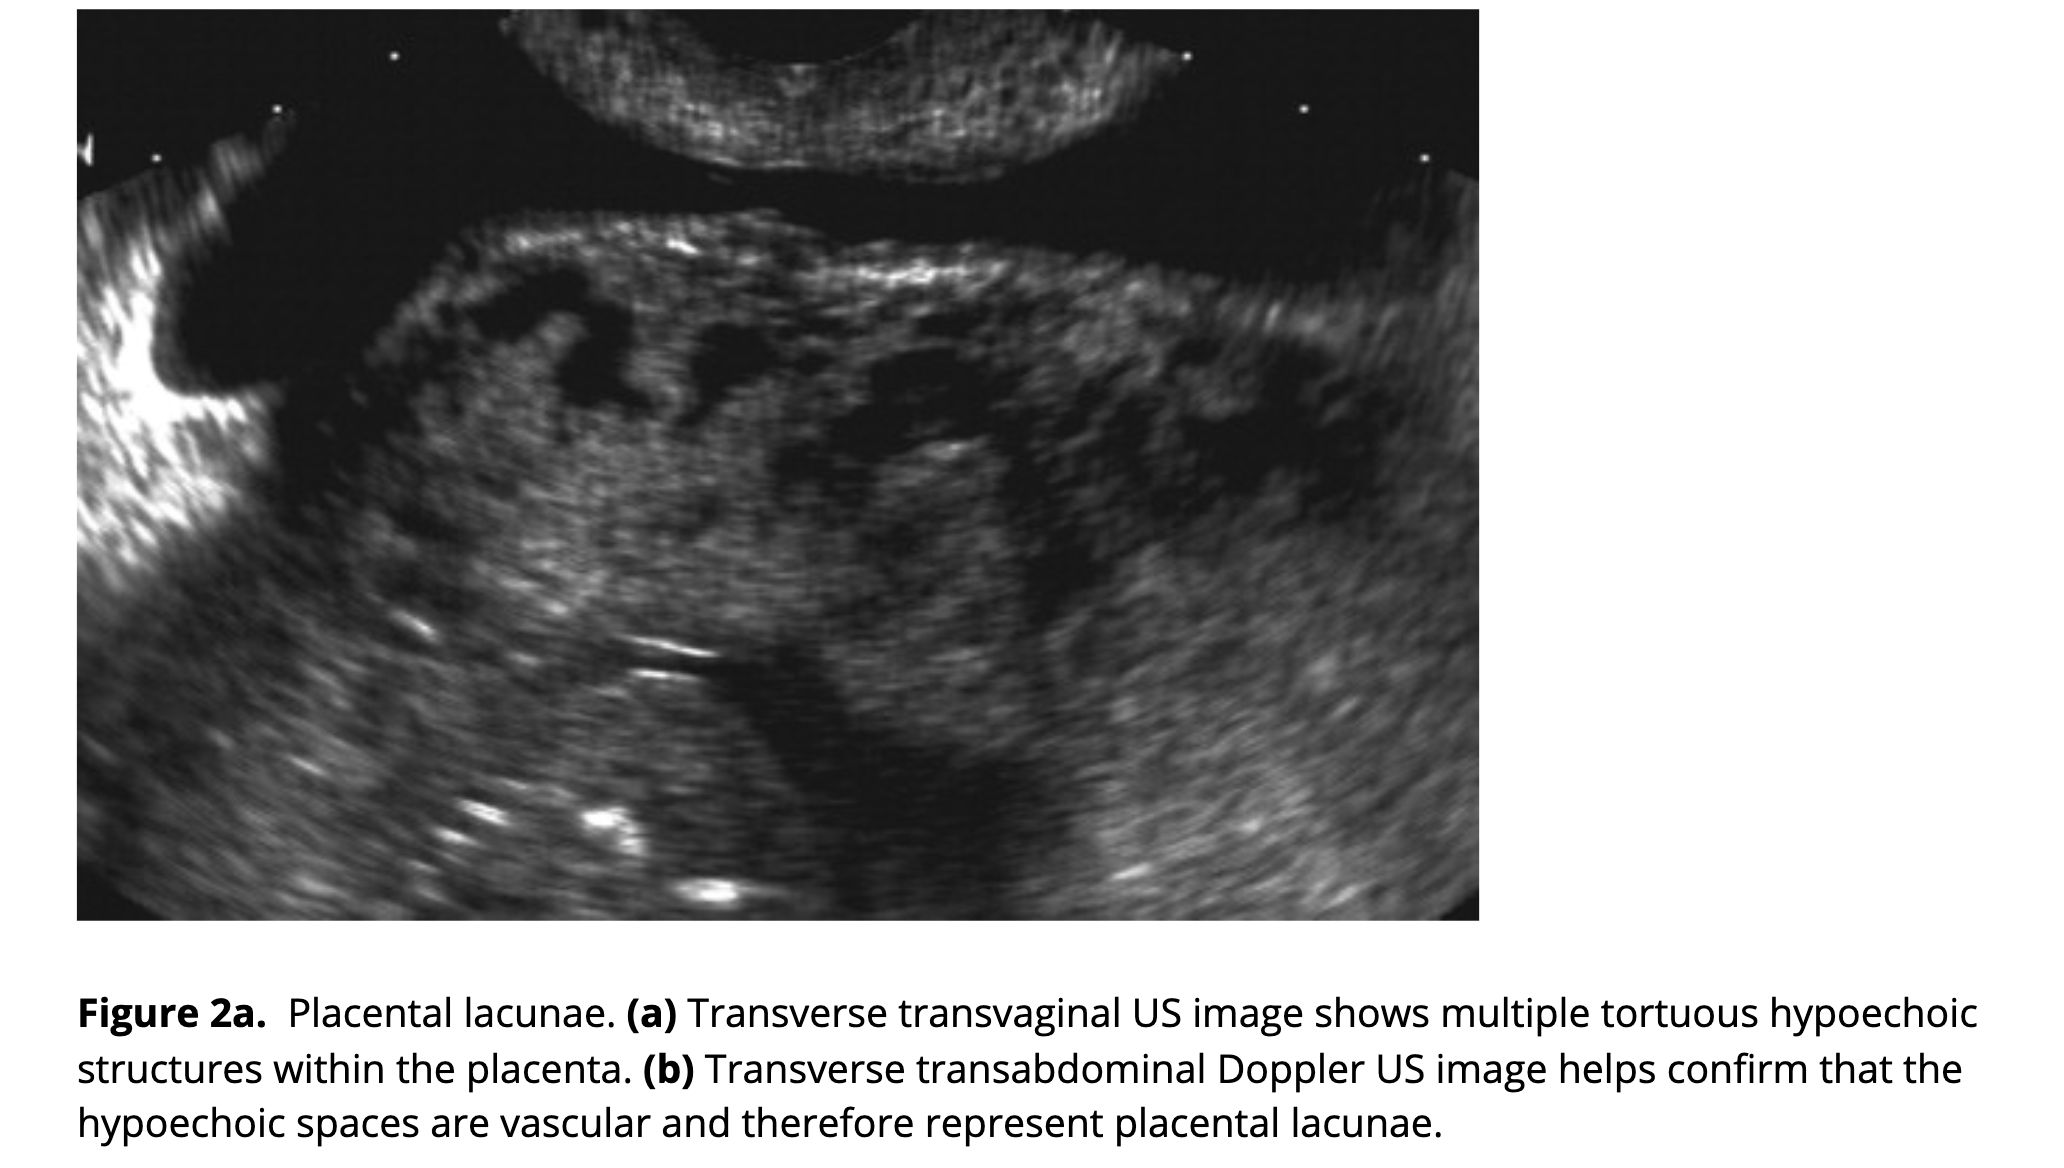 Figure 2a. Placental lacunae. (a) Transverse transvaginal US image shows multiple tortuous hypoechoic
structures within the placenta. (b) Transverse transabdominal Doppler US image helps confirm that the
hypoechoic spaces are vascular and therefore represent placental lacunae.